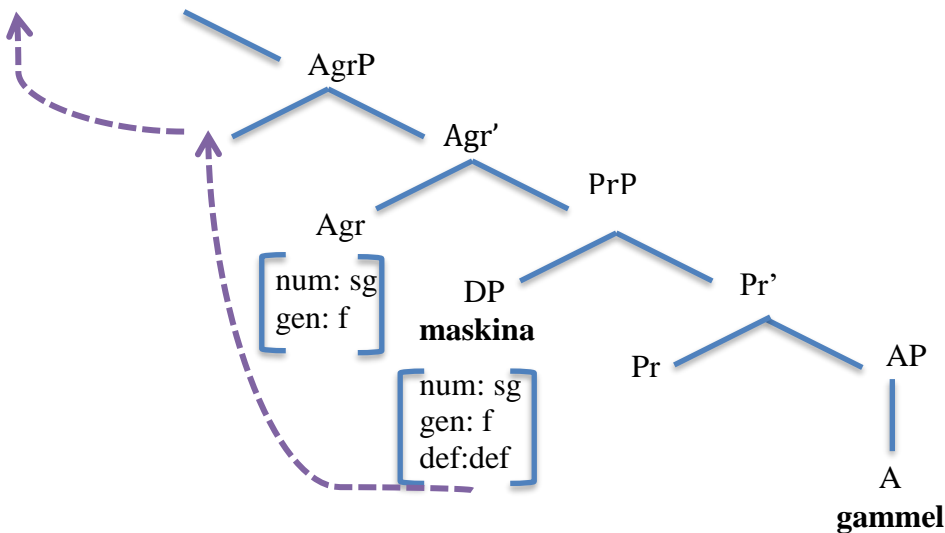 AgrP
Agr’
PrP
Agr
num: sg
gen: f
DP
maskina
Pr’
num: sg
gen: f
def:def
Pr
AP
A
gammel